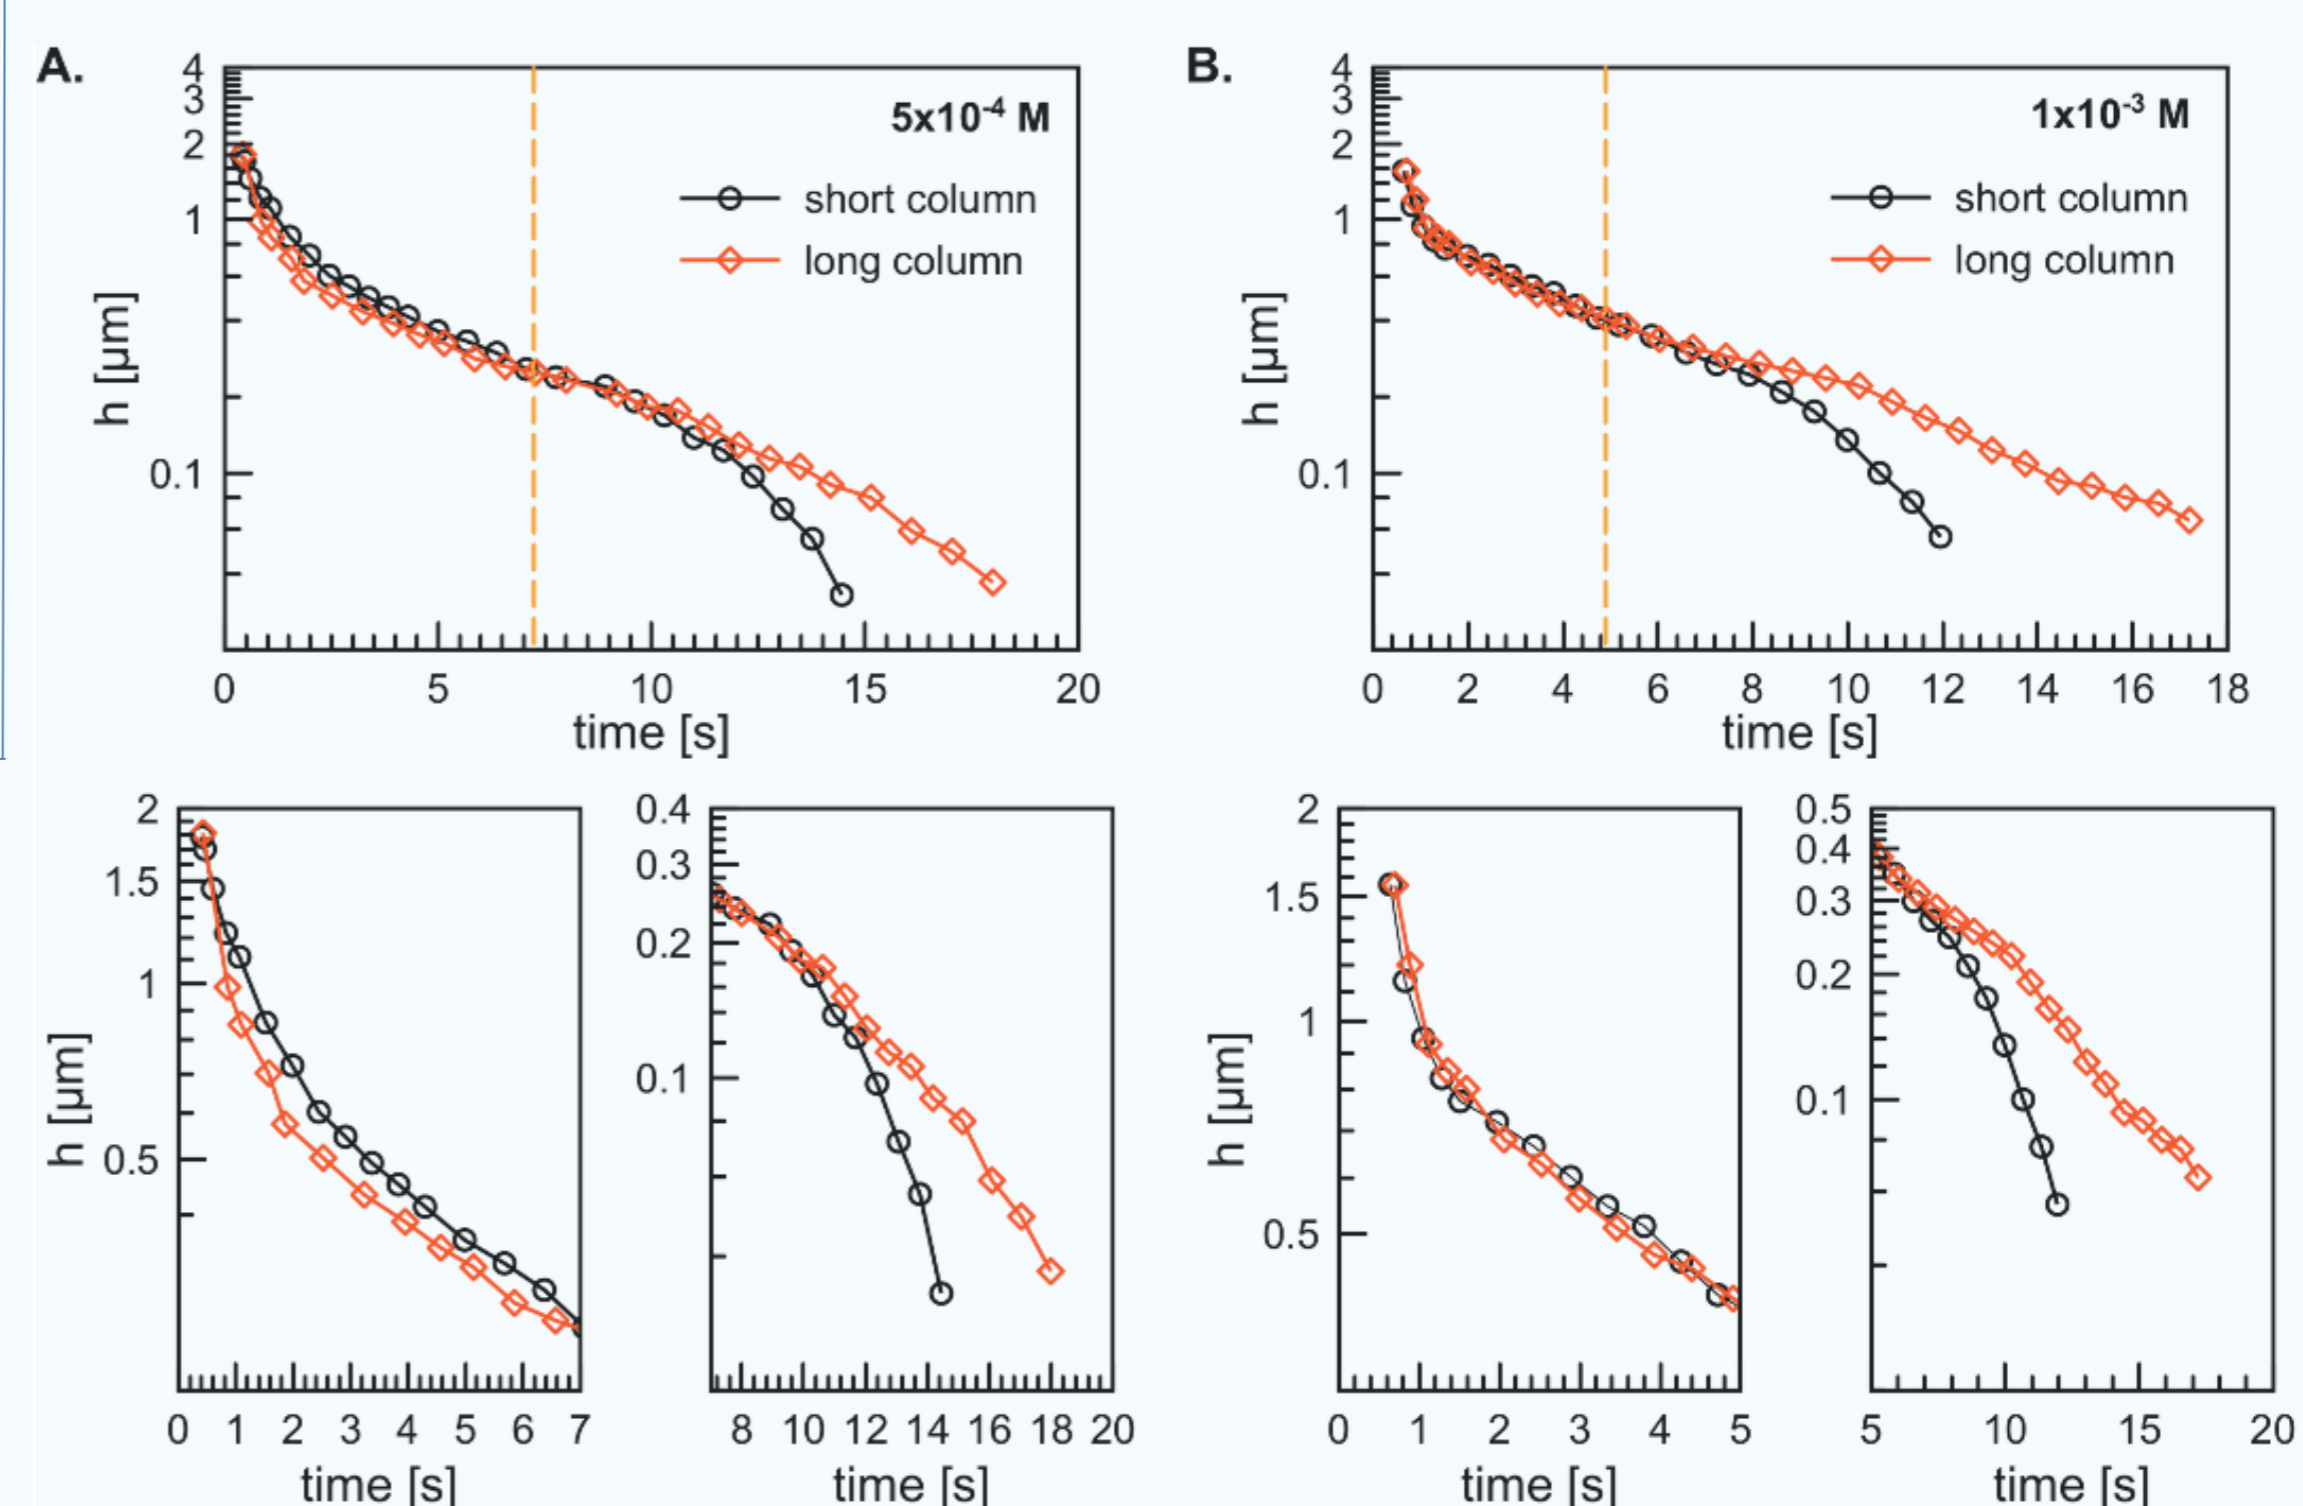 A.
5x10⁻⁴ M
short column
long column
h [µm]
4
3
2
1
0.1
0 5 10 15 20
time [s]
B.
1x10⁻³ M
short column
long column
h [µm]
4
3
2
1
0.1
0 2 4 6 8 10 12 14 16 18
time [s]
h [µm]
2
1.5
1
0.5
0 1 2 3 4 5 6 7
time [s]
0.4
0.3
0.2
0.1
8 10 12 14 16 18 20
time [s]
h [µm]
2
1.5
1
0.5
0 1 2 3 4 5
time [s]
0.5
0.4
0.3
0.2
0.1
5 10 15 20
time [s]